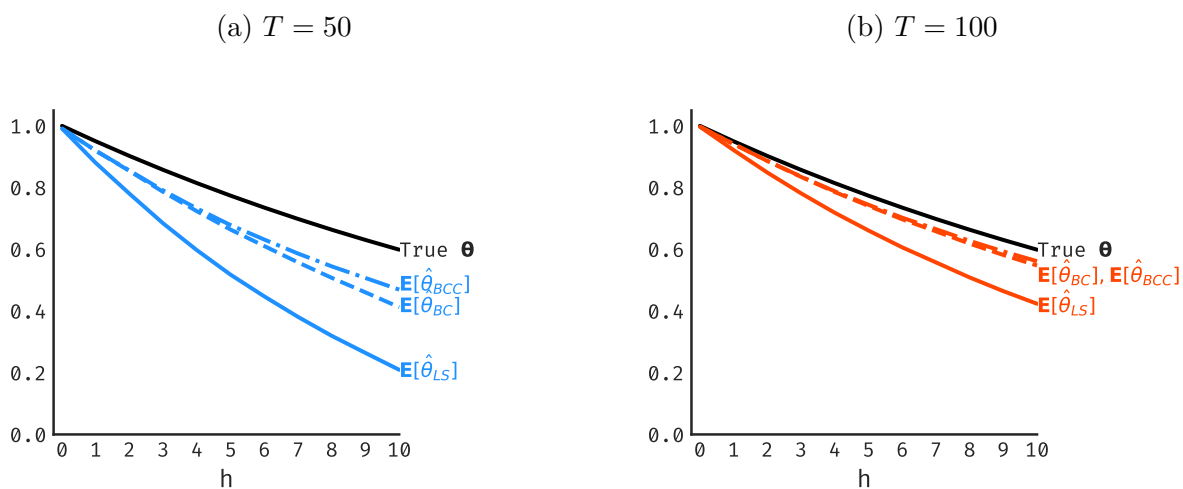 (a) T = 50
1.0
0.8
0.6
0.4
0.2
0.0
0 1 2 3 4 5 6 7 8 9 10
h
True θ
E[θ̂_BCC]
E[θ̂_BC]
E[θ̂_LS]
(b) T = 100
1.0
0.8
0.6
0.4
0.2
0.0
0 1 2 3 4 5 6 7 8 9 10
h
True θ
E[θ̂_BC], E[θ̂_BCC]
E[θ̂_LS]